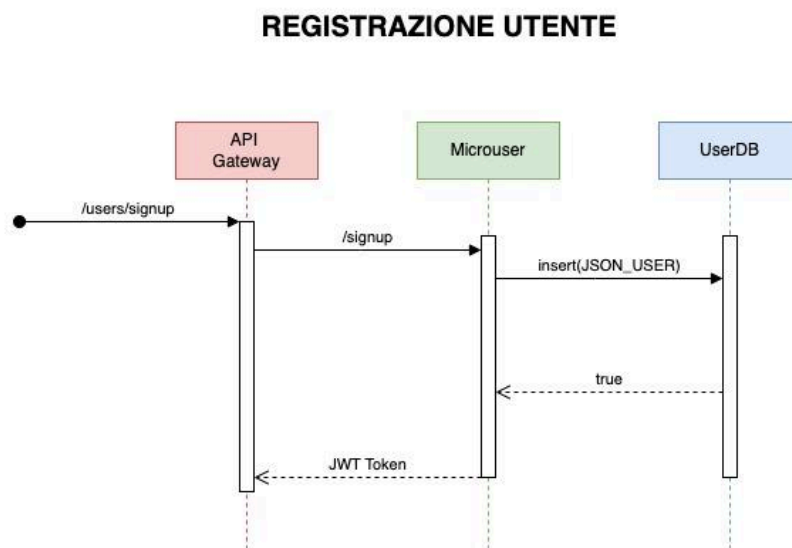 REGISTRAZIONE UTENTE
API
Gateway
Microuser
UserDB
/users/signup
/signup
insert(JSON_USER)
true
JWT Token